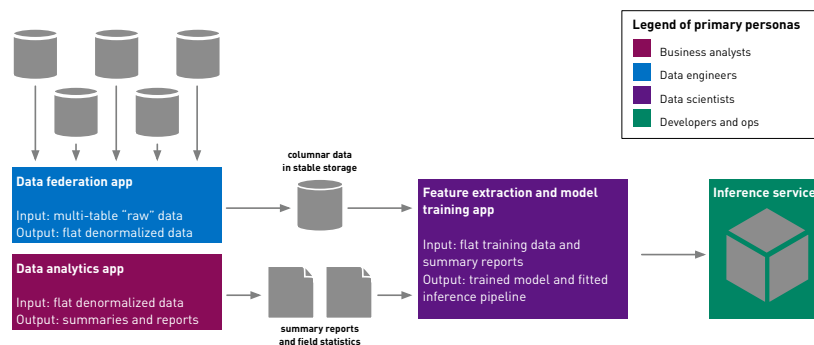 Legend of primary personas
Business analysts
Data engineers
Data scientists
Developers and ops
columnar data
in stable storage
Data federation app
Input: multi-table “raw” data
Output: flat denormalized data
Feature extraction and model
training app
Input: flat training data and
summary reports
Output: trained model and fitted
inference pipeline
Inference service
Data analytics app
Input: flat denormalized data
Output: summaries and reports
summary reports
and field statistics